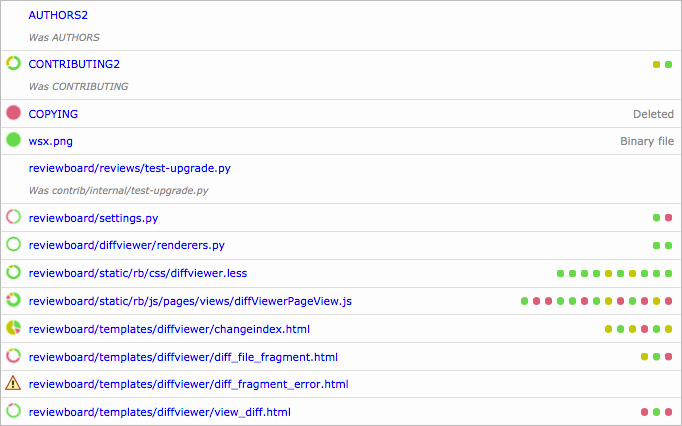 AUTHORS2
Was AUTHORS
CONTRIBUTING2
Was CONTRIBUTING
COPYING Deleted
wsx.png Binary file
reviewboard/reviews/test-upgrade.py
Was contrib/internal/test-upgrade.py
reviewboard/settings.py
reviewboard/diffviewer/renderers.py
reviewboard/static/rb/css/diffviewer.less
reviewboard/static/rb/js/pages/views/diffViewerPageView.js
reviewboard/templates/diffviewer/changeindex.html
reviewboard/templates/diffviewer/diff_file_fragment.html
reviewboard/templates/diffviewer/diff_fragment_error.html
reviewboard/templates/diffviewer/view_diff.html